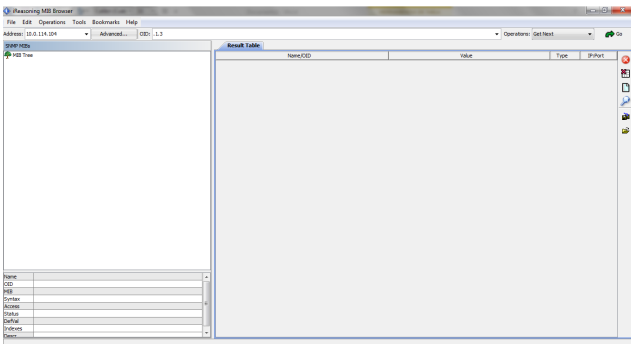 iReasoning MIB Browser
File Edit Operations Tools Bookmarks Help
Address: 10.0.114.104 Advanced... OID: .1.3 Operations: Get Next Go
SNMP MIBs
MIB Tree
Result Table
Name/OID Value Type IP:Port
Name
OID
MIB
Syntax
Access
Status
DefVal
Indexes
Descr